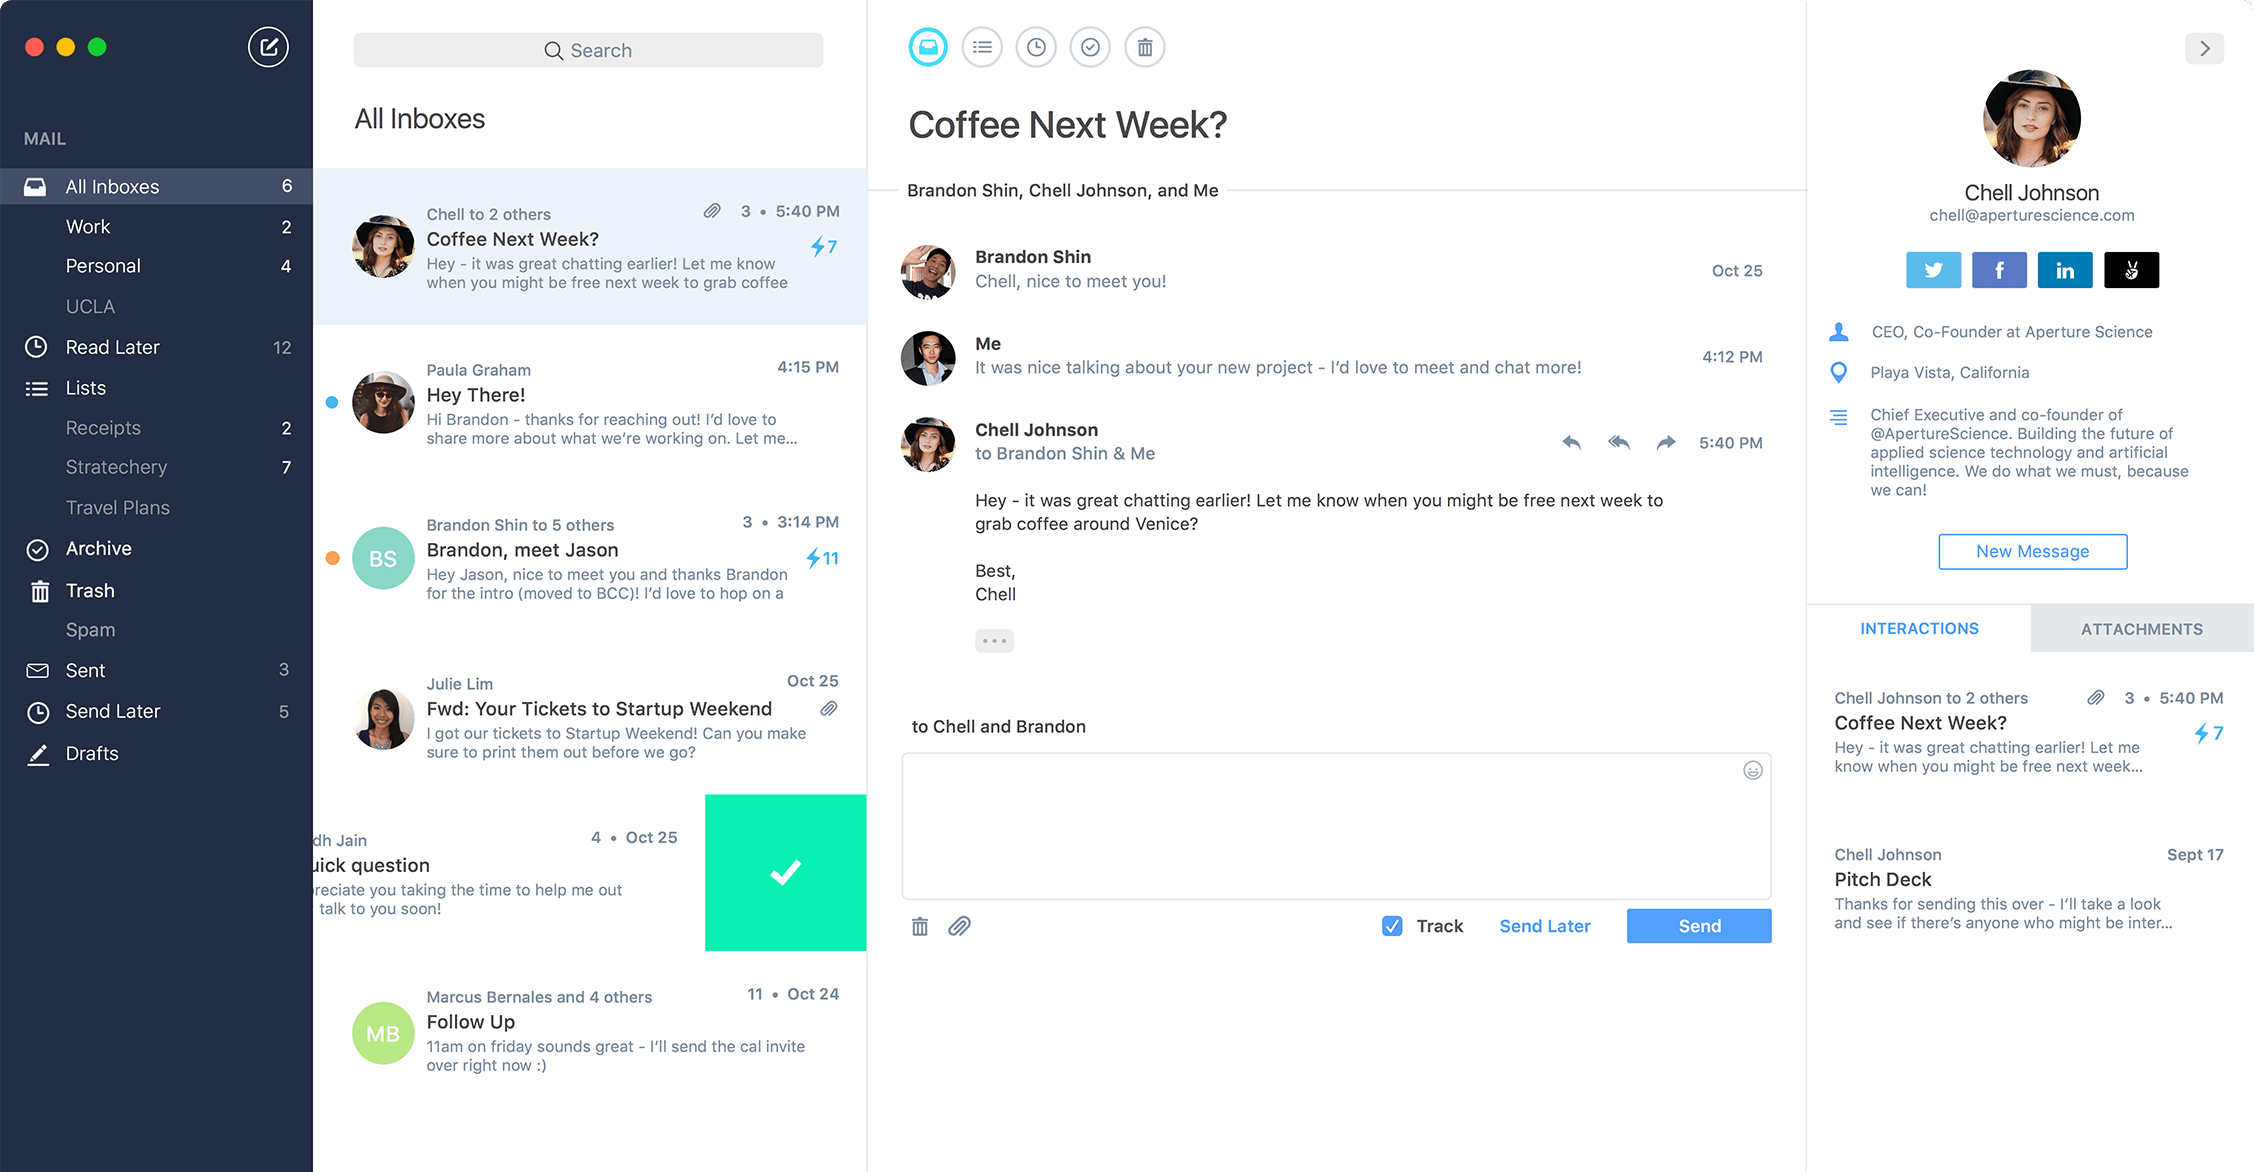 MAIL
All Inboxes 6
Work 2
Personal 4
UCLA
Read Later 12
Lists
Receipts 2
Stratechery 7
Travel Plans
Archive
Trash
Spam
Sent 3
Send Later 5
Drafts
Search
All Inboxes
Chell to 2 others 3 • 5:40 PM
Coffee Next Week? 7
Hey - it was great chatting earlier! Let me know
when you might be free next week to grab coffee
Paula Graham 4:15 PM
Hey There!
Hi Brandon - thanks for reaching out! I'd love to
share more about what we're working on. Let me...
BS
Brandon Shin to 5 others 3 • 3:14 PM
Brandon, meet Jason 11
Hey Jason, nice to meet you and thanks Brandon
for the intro (moved to BCC)! I'd love to hop on a
Julie Lim Oct 25
Fwd: Your Tickets to Startup Weekend
I got our tickets to Startup Weekend! Can you make
sure to print them out before we go?
dh Jain 4 • Oct 25
uick question
reciate you taking the time to help me out
talk to you soon!
MB
Marcus Bernales and 4 others 11 • Oct 24
Follow Up
11am on friday sounds great - I'll send the cal invite
over right now :)
Coffee Next Week?
Brandon Shin, Chell Johnson, and Me
Brandon Shin
Chell, nice to meet you! Oct 25
Me
It was nice talking about your new project - I'd love to meet and chat more! 4:12 PM
Chell Johnson
to Brandon Shin & Me 5:40 PM
Hey - it was great chatting earlier! Let me know when you might be free next week to
grab coffee around Venice?
Best,
Chell
to Chell and Brandon
Track Send Later Send
Chell Johnson
chell@aperturescience.com
f in
CEO, Co-Founder at Aperture Science
Playa Vista, California
Chief Executive and co-founder of
@ApertureScience. Building the future of
applied science technology and artificial
intelligence. We do what we must, because
we can!
New Message
INTERACTIONS ATTACHMENTS
Chell Johnson to 2 others 3 • 5:40 PM
Coffee Next Week? 7
Hey - it was great chatting earlier! Let me
know when you might be free next week...
Chell Johnson Sept 17
Pitch Deck
Thanks for sending this over - I'll take a look
and see if there's anyone who might be inter...